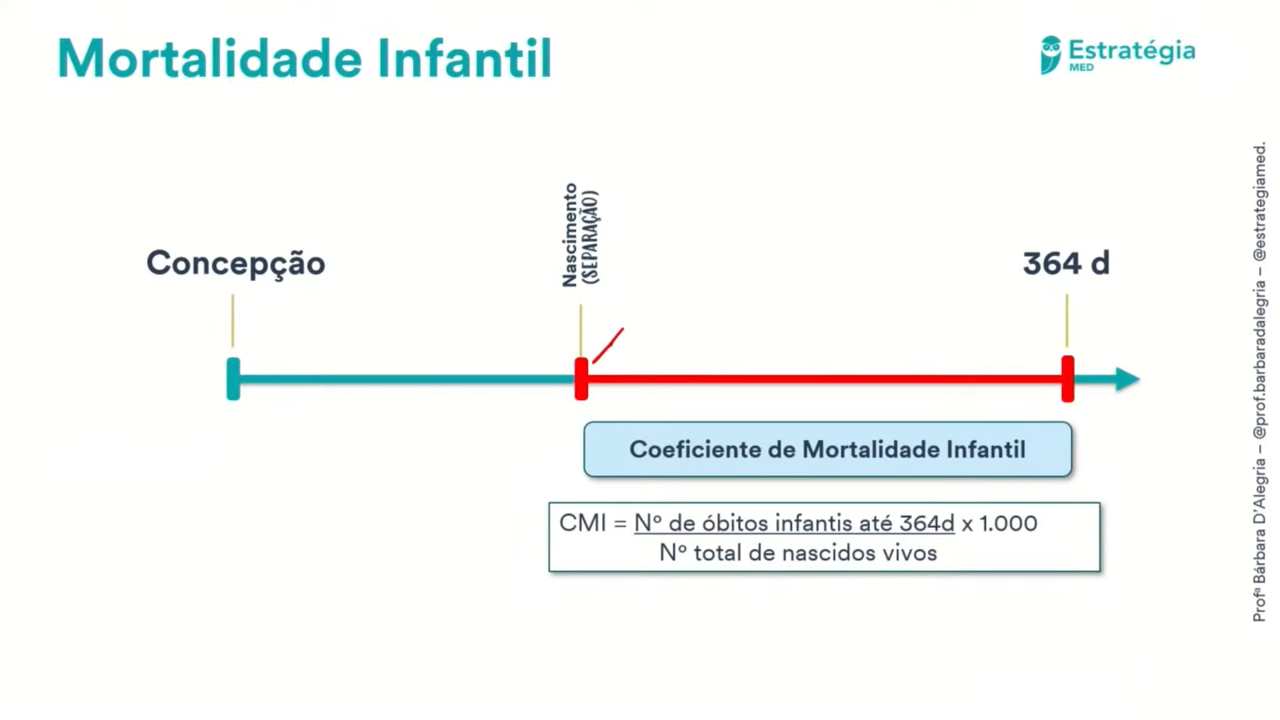 Mortalidade Infantil
Estratégia
MED
Nascimento
(SEPARAÇÃO)
Concepção
364 d
Coeficiente de Mortalidade Infantil
CMI = Nº de óbitos infantis até 364d x 1.000
Nº total de nascidos vivos
Profª Bárbara D'Alegria – @prof.barbaradalegria – @estrategiamed.